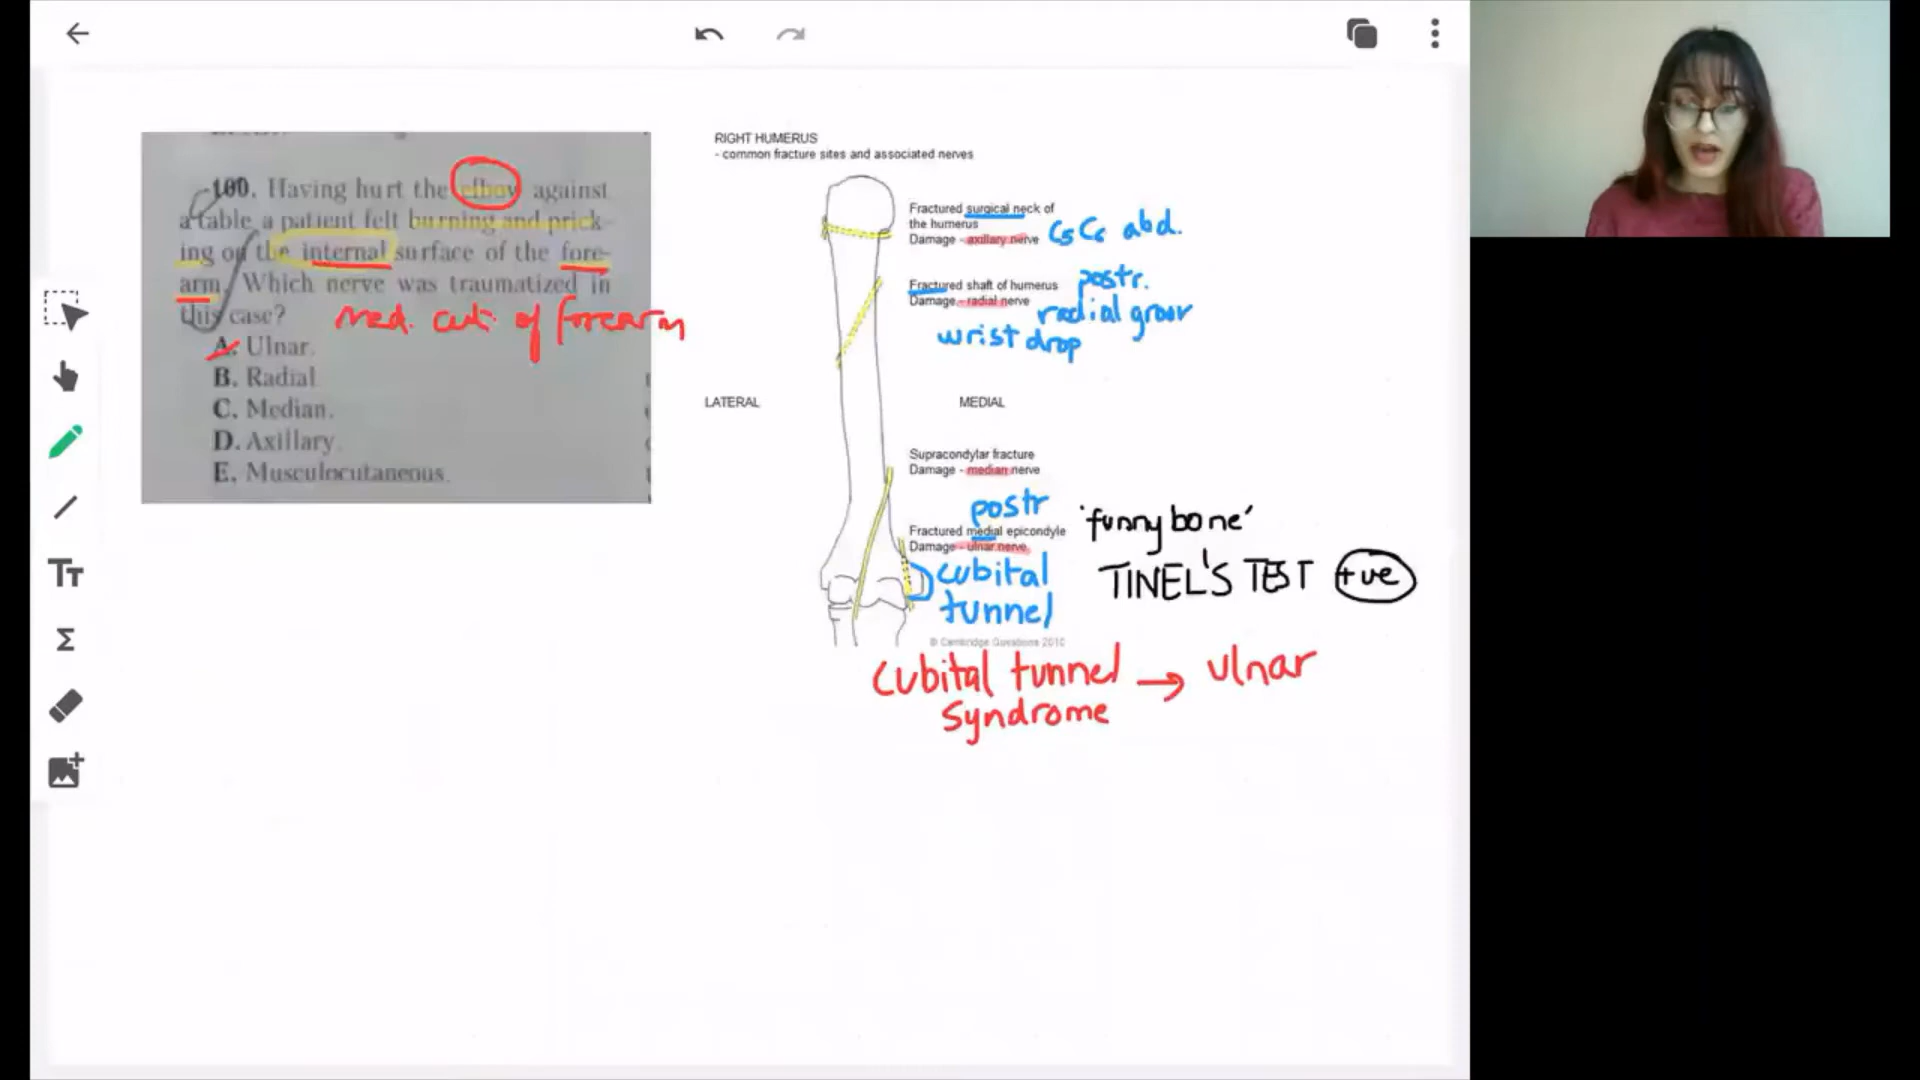 100. Having hurt the elbow against
a table a patient felt burning and prick-
ing on the internal surface of the fore-
arm. Which nerve was traumatized in
this case?
med. cut. of forearm
A. Ulnar.
B. Radial
C. Median.
D. Axillary.
E. Musculocutaneous.
RIGHT HUMERUS
- common fracture sites and associated nerves
Fractured surgical neck of
the humerus
Damage - axillary nerve
C5 C6 abd.
Fractured shaft of humerus
Damage - radial nerve
postr.
radial groov
wrist drop
LATERAL
MEDIAL
Supracondylar fracture
Damage - median nerve
postr
Fractured medial epicondyle
Damage - ulnar nerve
'funny bone'
TINEL'S TEST +ve
cubital
tunnel
© Cambridge Questions 2010
Cubital tunnel → ulnar
Syndrome
Tт
Σ